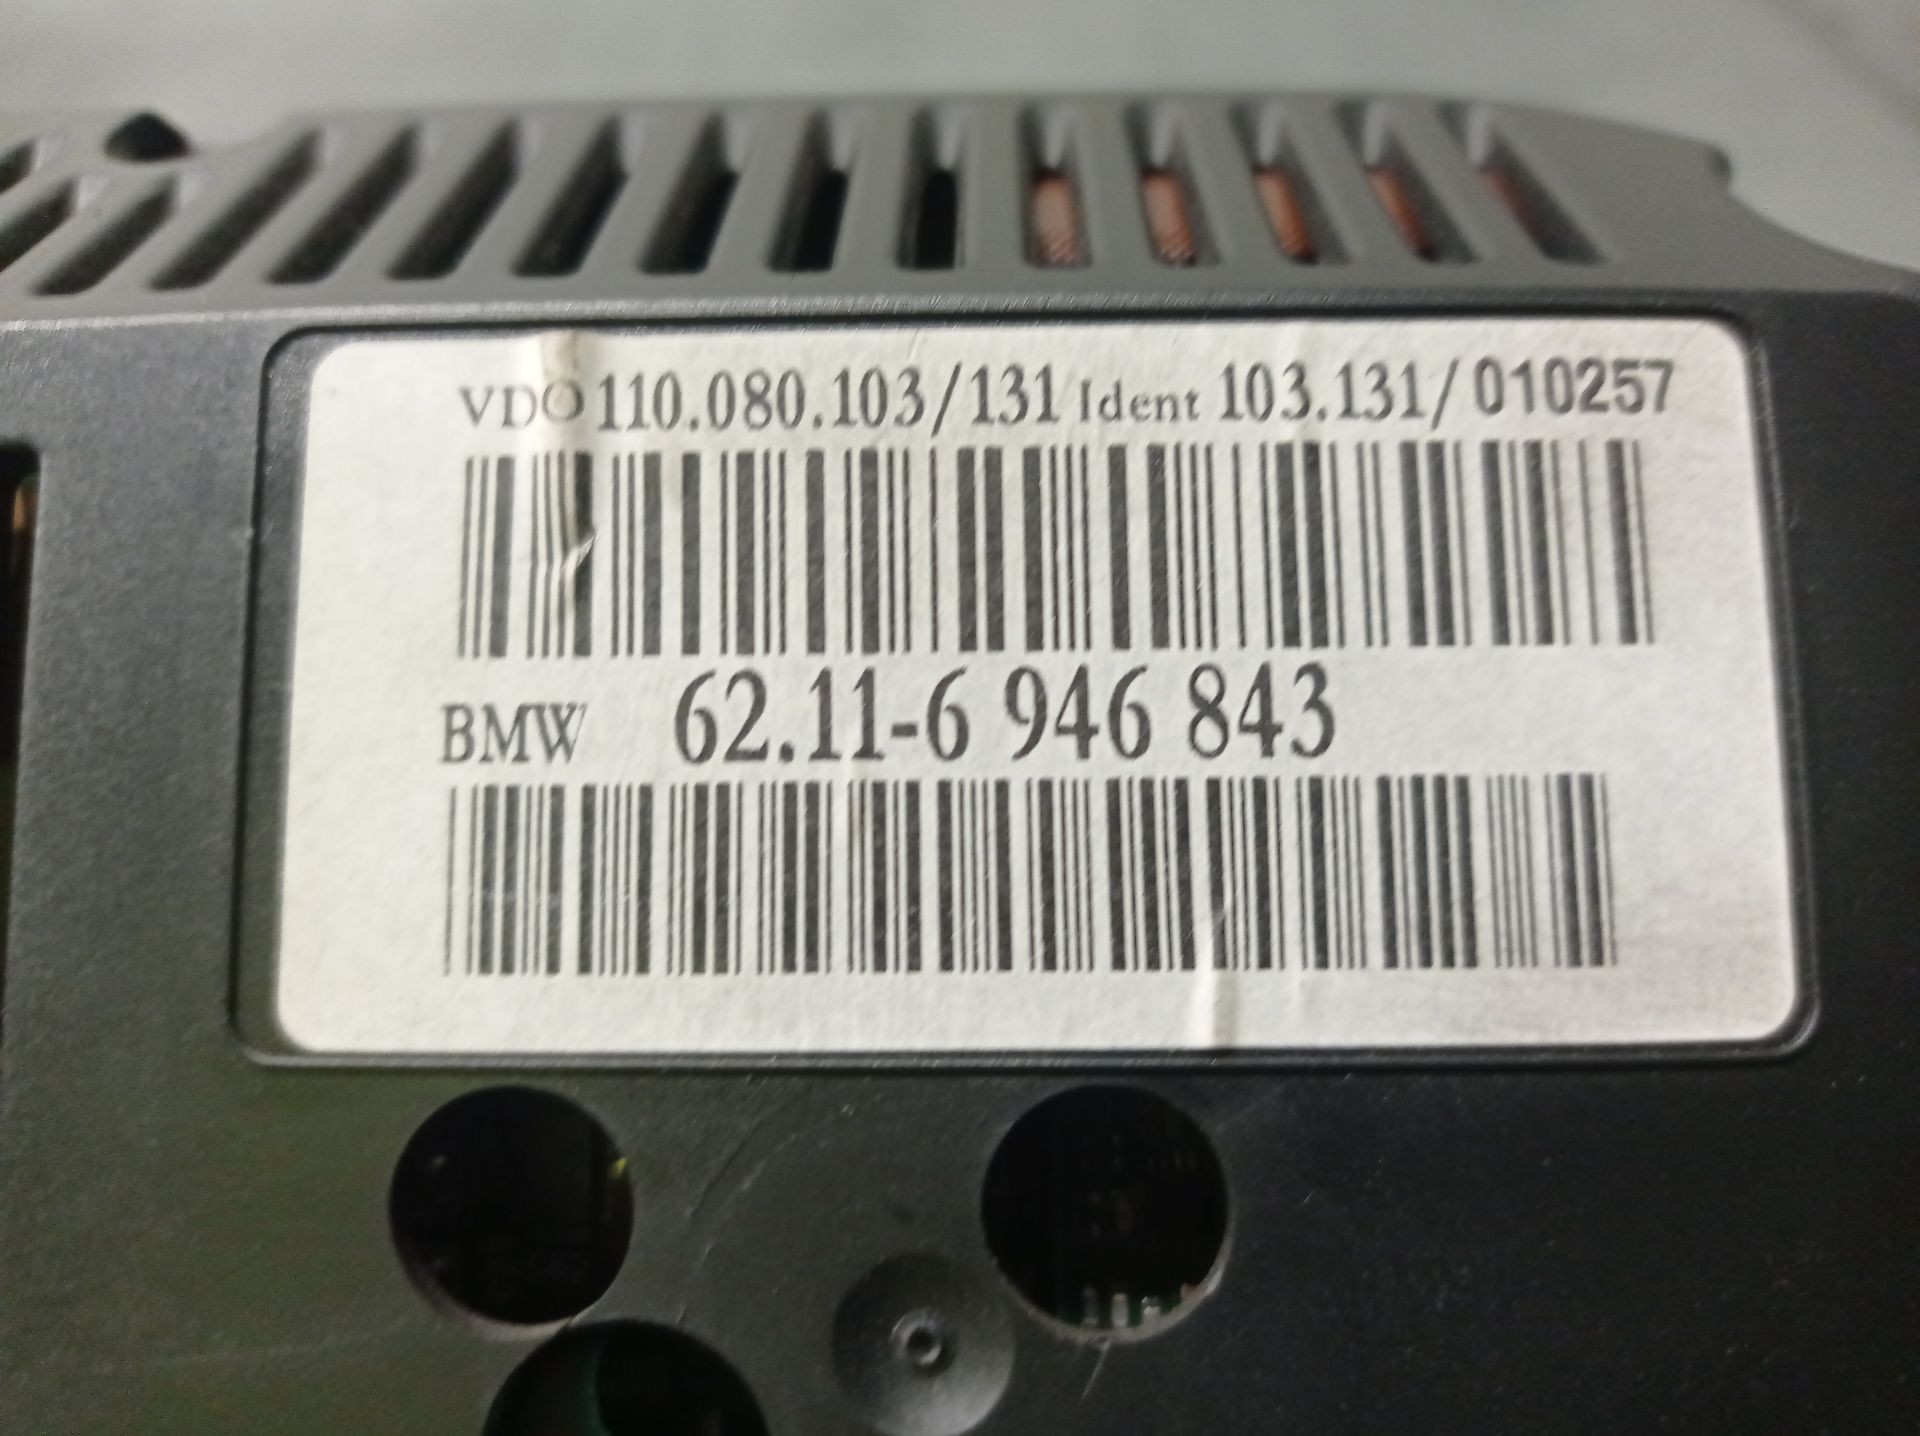 VDO 110.080.103/131 Ident 103.131/010257
BMW 62.11-6 946 843